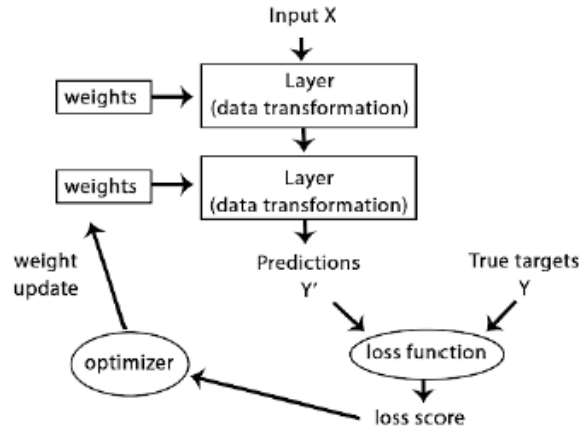 Input X
Layer
(data transformation)
weights
Layer
(data transformation)
weights
Predictions
Y'
True targets
Y
weight
update
optimizer
loss function
loss score